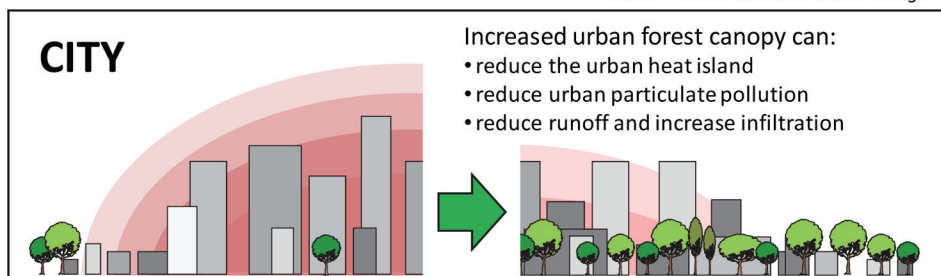 CITY
Increased urban forest canopy can:
• reduce the urban heat island
• reduce urban particulate pollution
• reduce runoff and increase infiltration